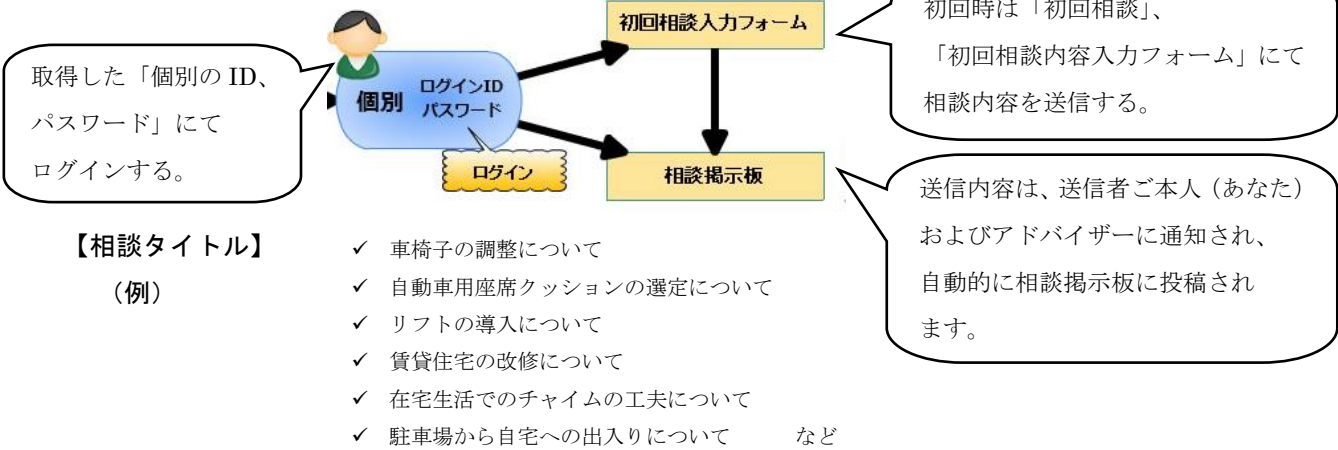 取得した「個別の ID、
パスワード」にて
ログインする。
個別
ログインID
パスワード
ログイン
初回相談入力フォーム
相談掲示板
初回時は「初回相談」、
「初回相談内容入力フォーム」にて
相談内容を送信する。
送信内容は、送信者ご本人（あなた）
およびアドバイザーに通知され、
自動的に相談掲示板に投稿され
ます。
【相談タイトル】
（例）
✓ 車椅子の調整について
✓ 自動車用座席クッションの選定について
✓ リフトの導入について
✓ 賃貸住宅の改修について
✓ 在宅生活でのチャイムの工夫について
✓ 駐車場から自宅への出入りについて　　など